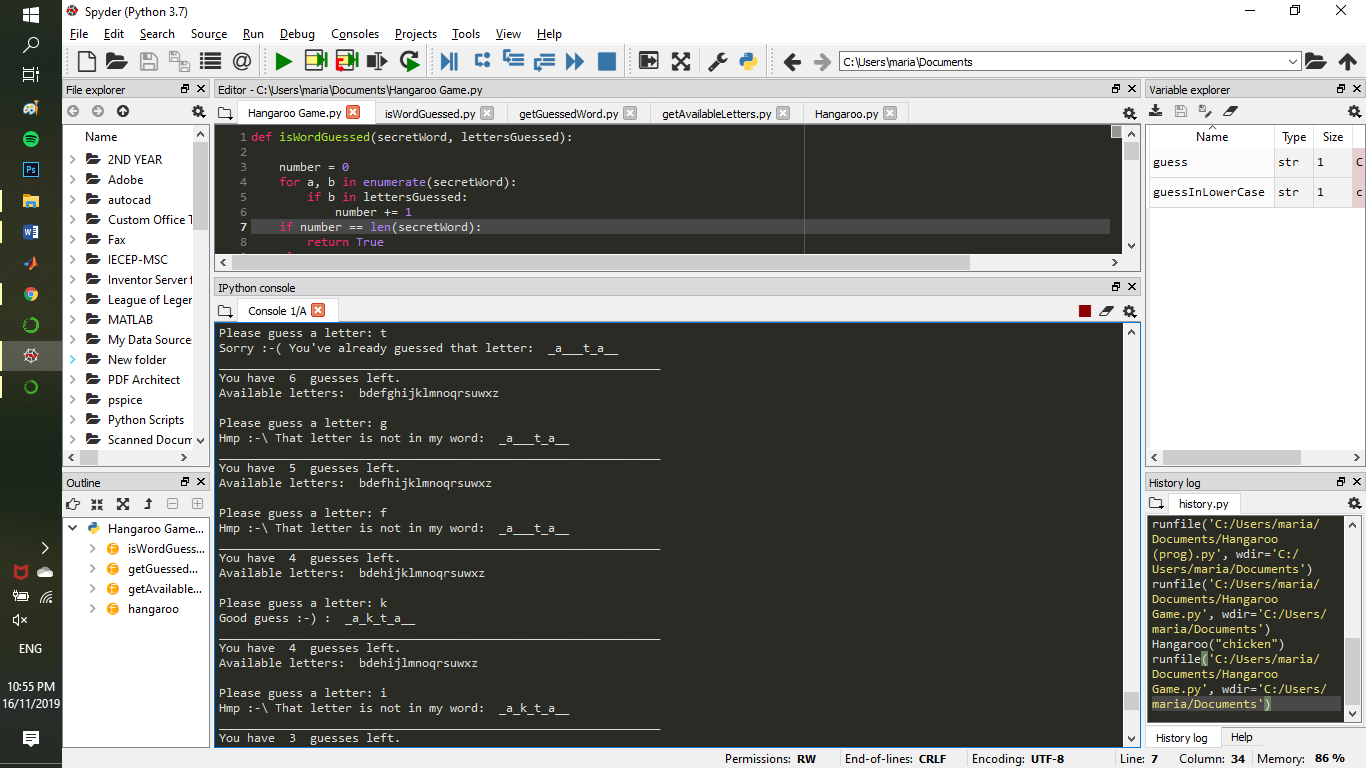 Spyder (Python 3.7)
File Edit Search Source Run Debug Consoles Projects Tools View Help
C:\Users\maria\Documents
File explorer
Name
2ND YEAR
Adobe
autocad
Custom Office T
Fax
IECEP-MSC
Inventor Server f
League of Leger
MATLAB
My Data Source
New folder
PDF Architect
pspice
Python Scripts
Scanned Docum
Outline
Hangaroo Game...
isWordGuess...
getGuessed...
getAvailable...
hangaroo
Editor - C:\Users\maria\Documents\Hangaroo Game.py
Hangaroo Game.py isWordGuessed.py getGuessedWord.py getAvailableLetters.py Hangaroo.py
1 def isWordGuessed(secretWord, lettersGuessed):
2
3 number = 0
4 for a, b in enumerate(secretWord):
5 if b in lettersGuessed:
6 number += 1
7 if number == len(secretWord):
8 return True
IPython console
Console 1/A
Please guess a letter: t
Sorry :-( You've already guessed that letter:  _a___t_a__
You have  6  guesses left.
Available letters:  bdefghijklmnoqrsuwxz
Please guess a letter: g
Hmp :-\ That letter is not in my word:  _a___t_a__
You have  5  guesses left.
Available letters:  bdefhijklmnoqrsuwxz
Please guess a letter: f
Hmp :-\ That letter is not in my word:  _a___t_a__
You have  4  guesses left.
Available letters:  bdehijklmnoqrsuwxz
Please guess a letter: k
Good guess :-) :  _a_k_t_a__
You have  4  guesses left.
Available letters:  bdehijlmnoqrsuwxz
Please guess a letter: i
Hmp :-\ That letter is not in my word:  _a_k_t_a__
You have  3  guesses left.
Variable explorer
Name Type Size
guess str 1 C
guessInLowerCase str 1 c
History log
history.py
runfile('C:/Users/maria/
Documents/Hangaroo
(prog).py', wdir='C:/
Users/maria/Documents')
runfile('C:/Users/maria/
Documents/Hangaroo
Game.py', wdir='C:/Users/
maria/Documents')
Hangaroo("chicken")
runfile('C:/Users/maria/
Documents/Hangaroo
Game.py', wdir='C:/Users/
maria/Documents')
History log Help
Permissions: RW End-of-lines: CRLF Encoding: UTF-8 Line: 7 Column: 34 Memory: 86 %
Ps
ENG
10:55 PM
16/11/2019